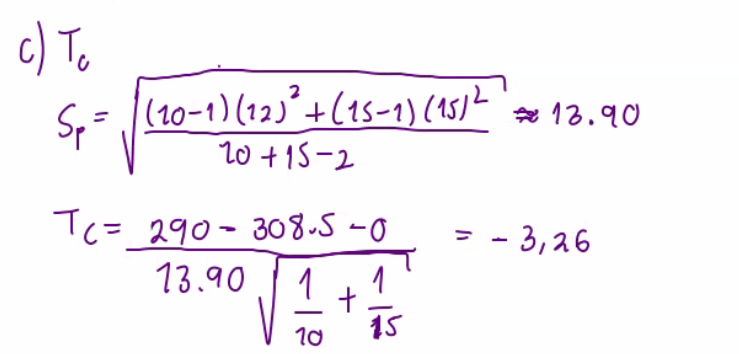 c) Tc
Sp = √((10-1)(12)² + (15-1)(15)² / 10 + 15 - 2) ≈ 13.90
Tc = 290 - 308.5 - 0 / 13.90 √(1/10 + 1/15) = - 3,26